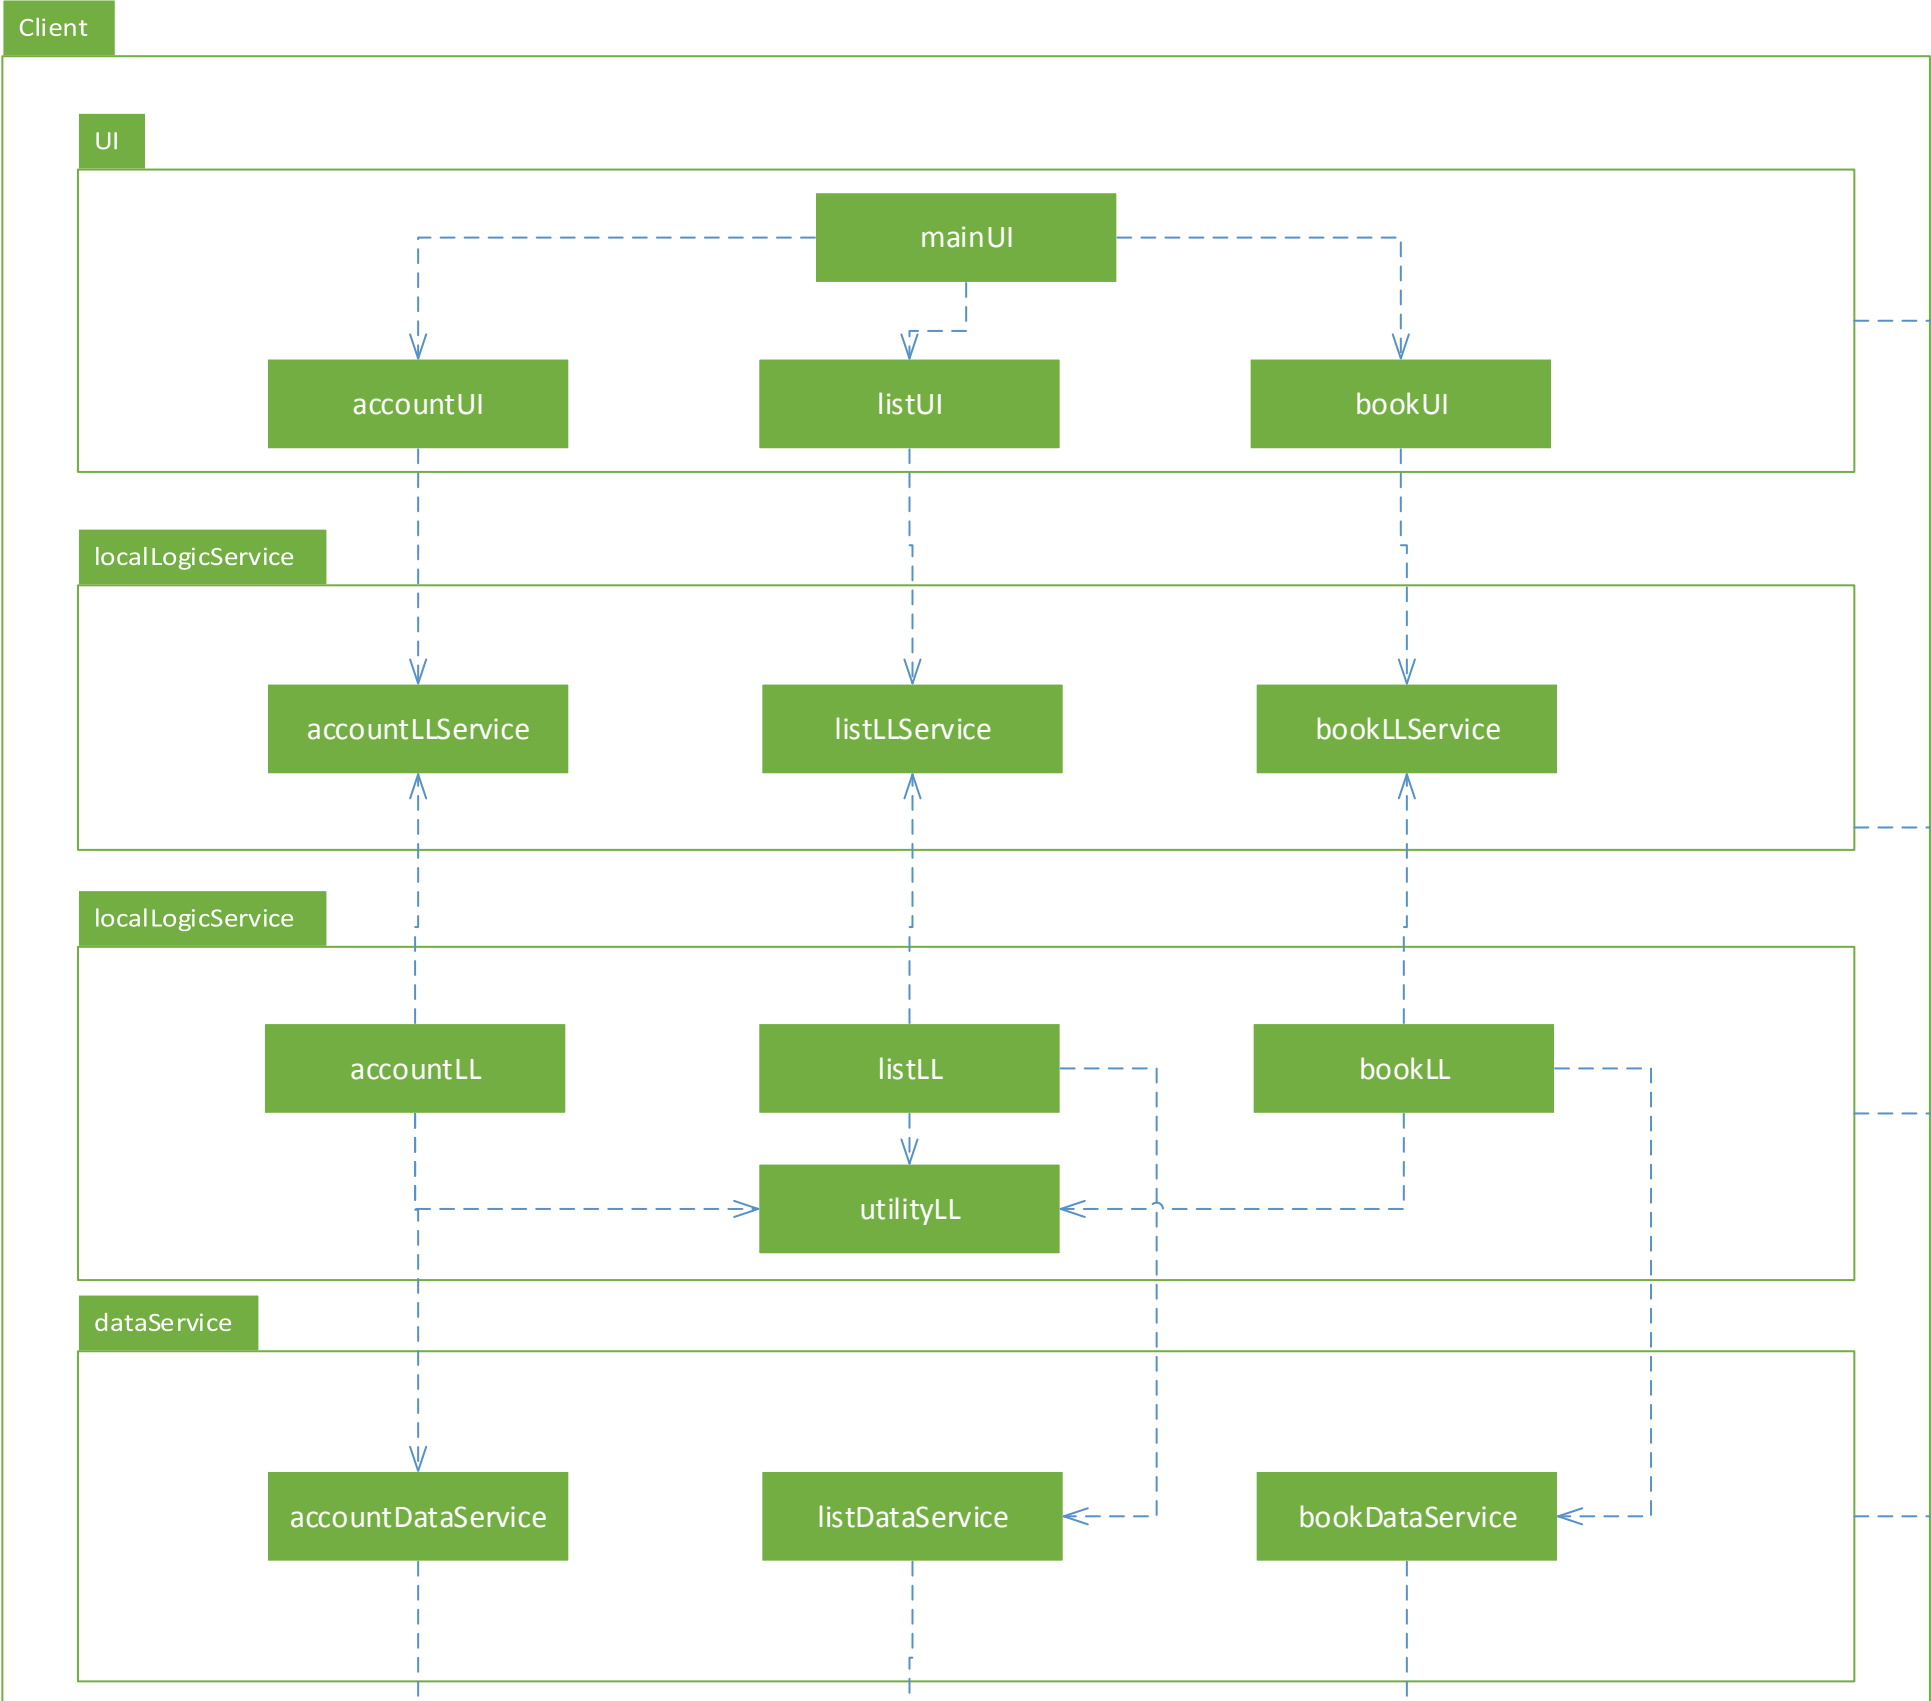 Client
UI
mainUI
accountUI
listUI
bookUI
localLogicService
accountLLService
listLLService
bookLLService
localLogicService
accountLL
listLL
bookLL
utilityLL
dataService
accountDataService
listDataService
bookDataService